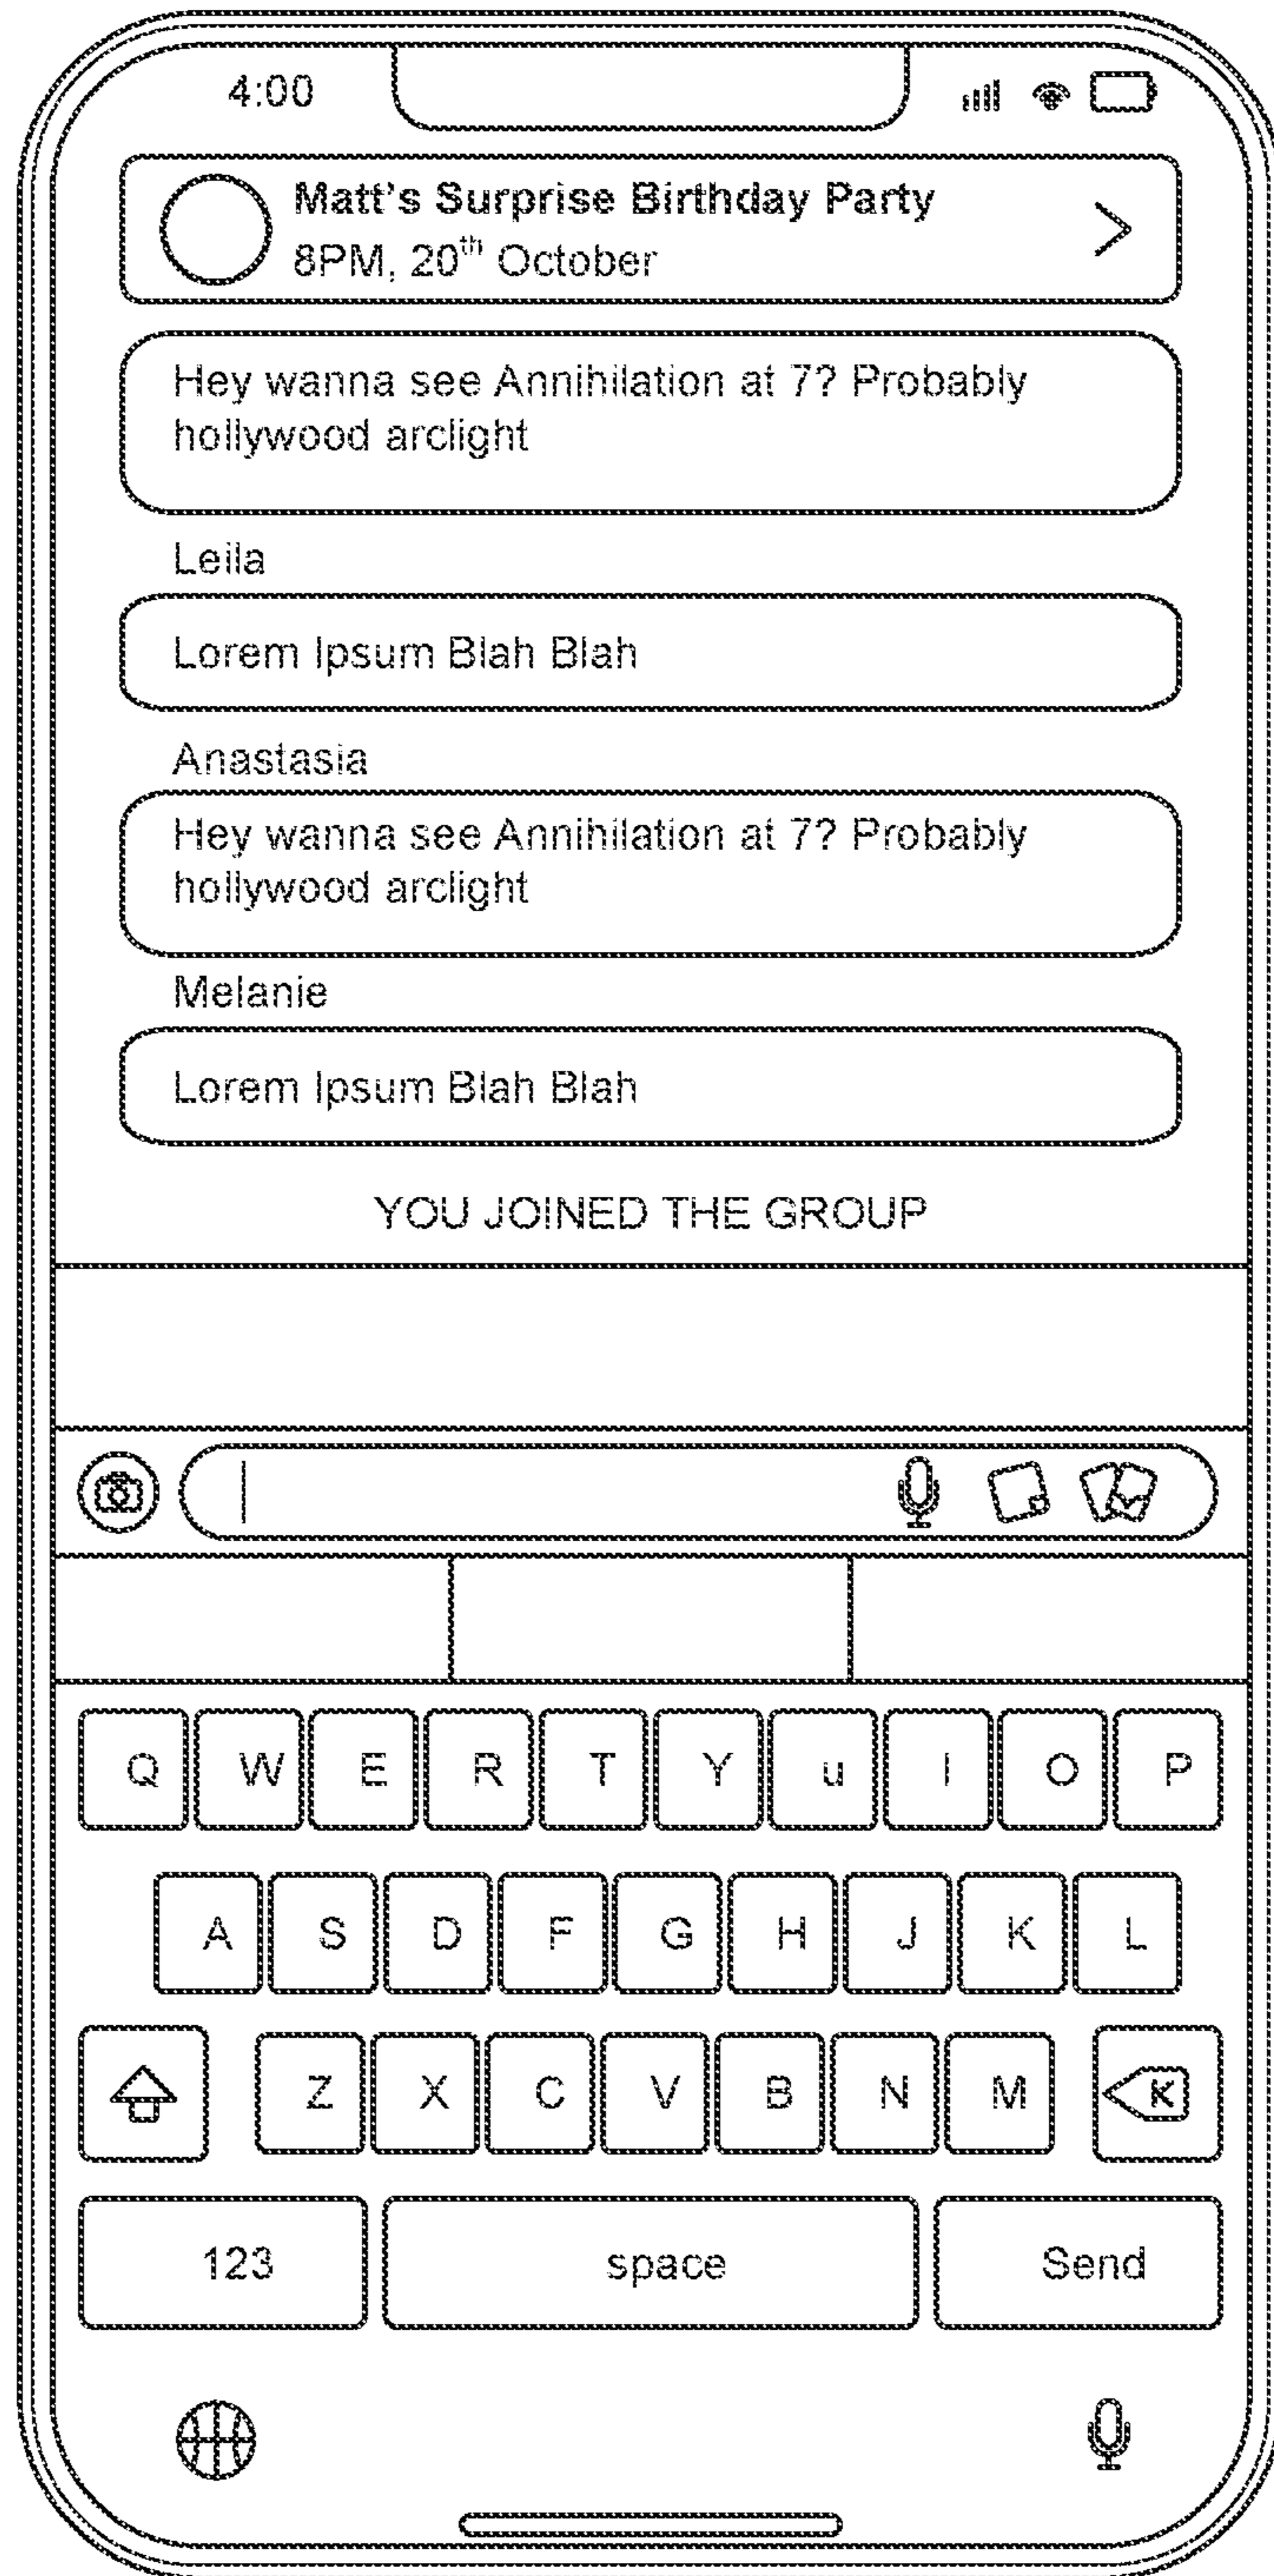 4:00
Matt's Surprise Birthday Party
8PM, 20th October
Hey wanna see Annihilation at 7? Probably
hollywood arclight
Leila
Lorem Ipsum Blah Blah
Anastasia
Hey wanna see Annihilation at 7? Probably
hollywood arclight
Melanie
Lorem Ipsum Blah Blah
YOU JOINED THE GROUP
Q W E R T Y u I O P
A S D F G H J K L
Z X C V B N M K
123 space Send